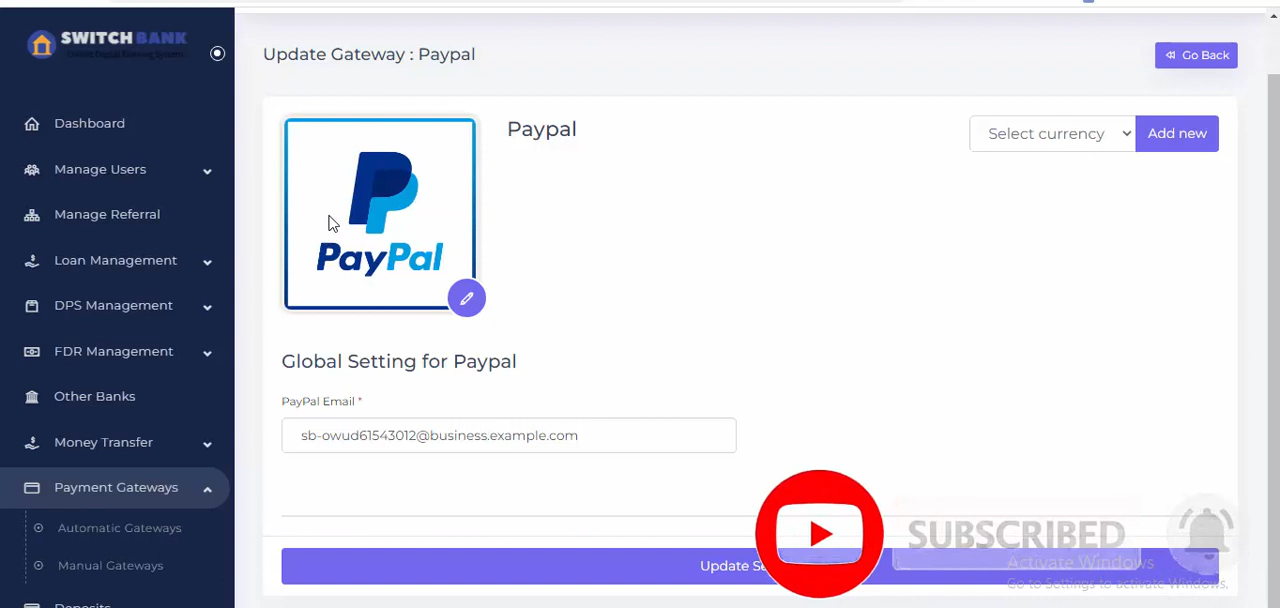 SWITCH BANK
Update Gateway : Paypal
Go Back
Dashboard
Manage Users
Manage Referral
Loan Management
DPS Management
FDR Management
Other Banks
Money Transfer
Payment Gateways
Automatic Gateways
Manual Gateways
Deposits
PayPal
Paypal
Select currency
Add new
Global Setting for Paypal
PayPal Email *
sb-owud61543012@business.example.com
Update
SUBSCRIBED
Activate Windows
Go to Settings to activate Windows.